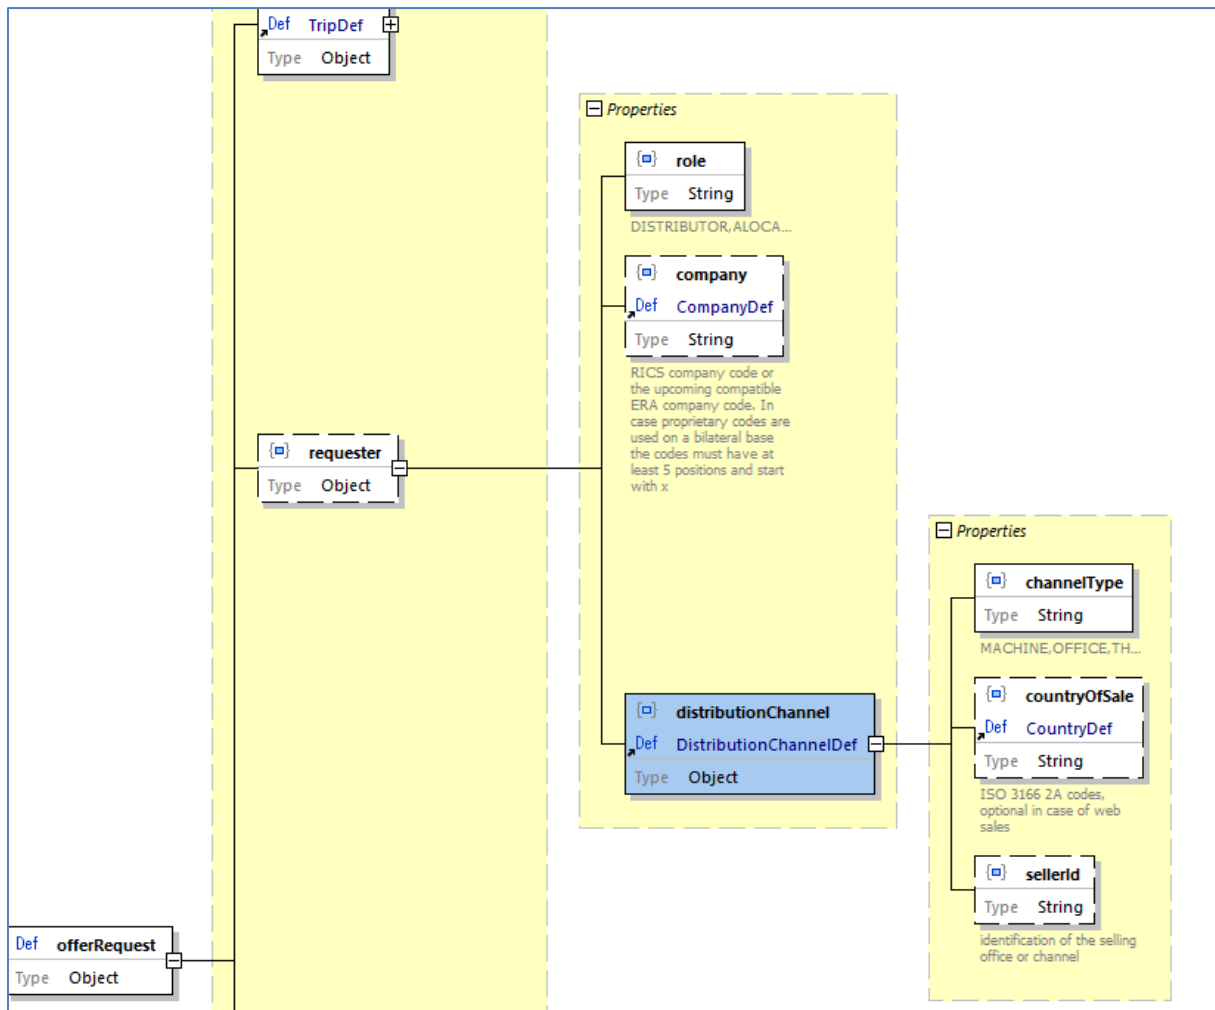 Def TripDef
Type Object
Properties
role
Type String
DISTRIBUTOR,ALOCA...
company
Def CompanyDef
Type String
RICS company code or
the upcoming compatible
ERA company code. In
case proprietary codes are
used on a bilateral base
the codes must have at
least 5 positions and start
with x
requester
Type Object
Properties
channelType
Type String
MACHINE,OFFICE,TH...
countryOfSale
Def CountryDef
Type String
ISO 3166 2A codes,
optional in case of web
sales
sellerId
Type String
identification of the selling
office or channel
distributionChannel
Def DistributionChannelDef
Type Object
Def offerRequest
Type Object